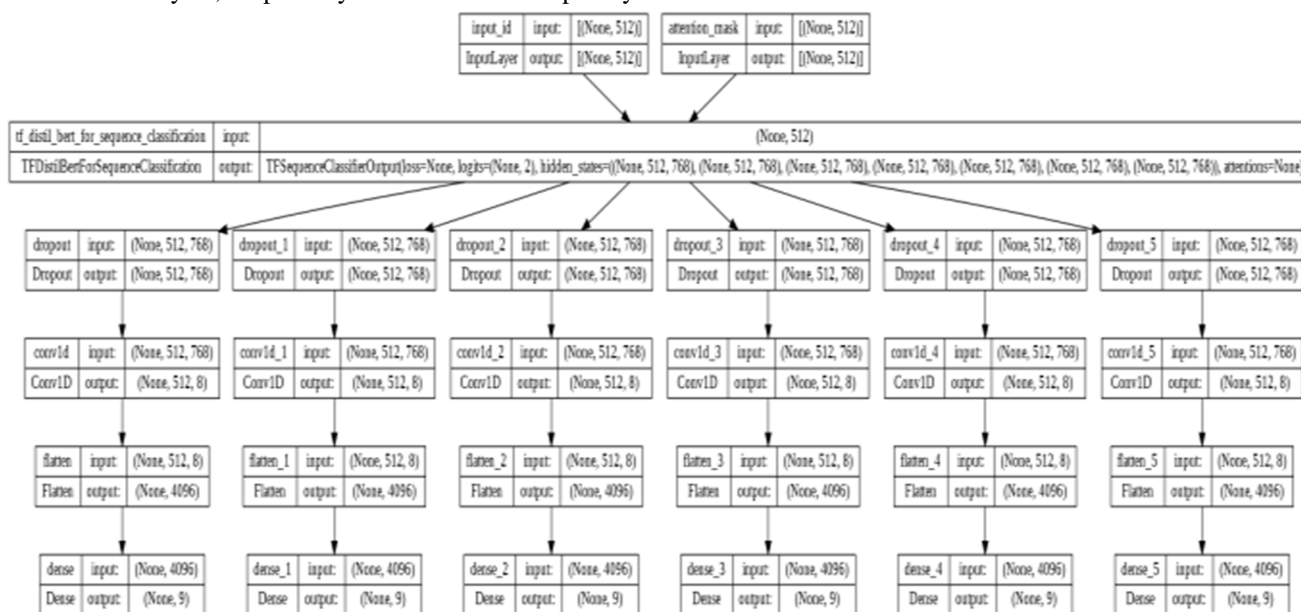 input_id input: [(None, 512)] attention_mask input: [(None, 512)]
InputLayer output: [(None, 512)] InputLayer output: [(None, 512)]
tf_distil_bert_for_sequence_classification input: (None, 512)
TFDistilBertForSequenceClassification output: TFSequenceClassifierOutput(loss=None, logits=(None, 2), hidden_states=((None, 512, 768), (None, 512, 768), (None, 512, 768), (None, 512, 768), (None, 512, 768), (None, 512, 768), (None, 512, 768)), attentions=None)
dropout input: (None, 512, 768) dropout_1 input: (None, 512, 768) dropout_2 input: (None, 512, 768) dropout_3 input: (None, 512, 768) dropout_4 input: (None, 512, 768) dropout_5 input: (None, 512, 768)
Dropout output: (None, 512, 768) Dropout output: (None, 512, 768) Dropout output: (None, 512, 768) Dropout output: (None, 512, 768) Dropout output: (None, 512, 768) Dropout output: (None, 512, 768)
conv1d input: (None, 512, 768) conv1d_1 input: (None, 512, 768) conv1d_2 input: (None, 512, 768) conv1d_3 input: (None, 512, 768) conv1d_4 input: (None, 512, 768) conv1d_5 input: (None, 512, 768)
Conv1D output: (None, 512, 8) Conv1D output: (None, 512, 8) Conv1D output: (None, 512, 8) Conv1D output: (None, 512, 8) Conv1D output: (None, 512, 8) Conv1D output: (None, 512, 8)
flatten input: (None, 512, 8) flatten_1 input: (None, 512, 8) flatten_2 input: (None, 512, 8) flatten_3 input: (None, 512, 8) flatten_4 input: (None, 512, 8) flatten_5 input: (None, 512, 8)
Flatten output: (None, 4096) Flatten output: (None, 4096) Flatten output: (None, 4096) Flatten output: (None, 4096) Flatten output: (None, 4096) Flatten output: (None, 4096)
dense input: (None, 4096) dense_1 input: (None, 4096) dense_2 input: (None, 4096) dense_3 input: (None, 4096) dense_4 input: (None, 4096) dense_5 input: (None, 4096)
Dense output: (None, 9) Dense output: (None, 9) Dense output: (None, 9) Dense output: (None, 9) Dense output: (None, 9) Dense output: (None, 9)